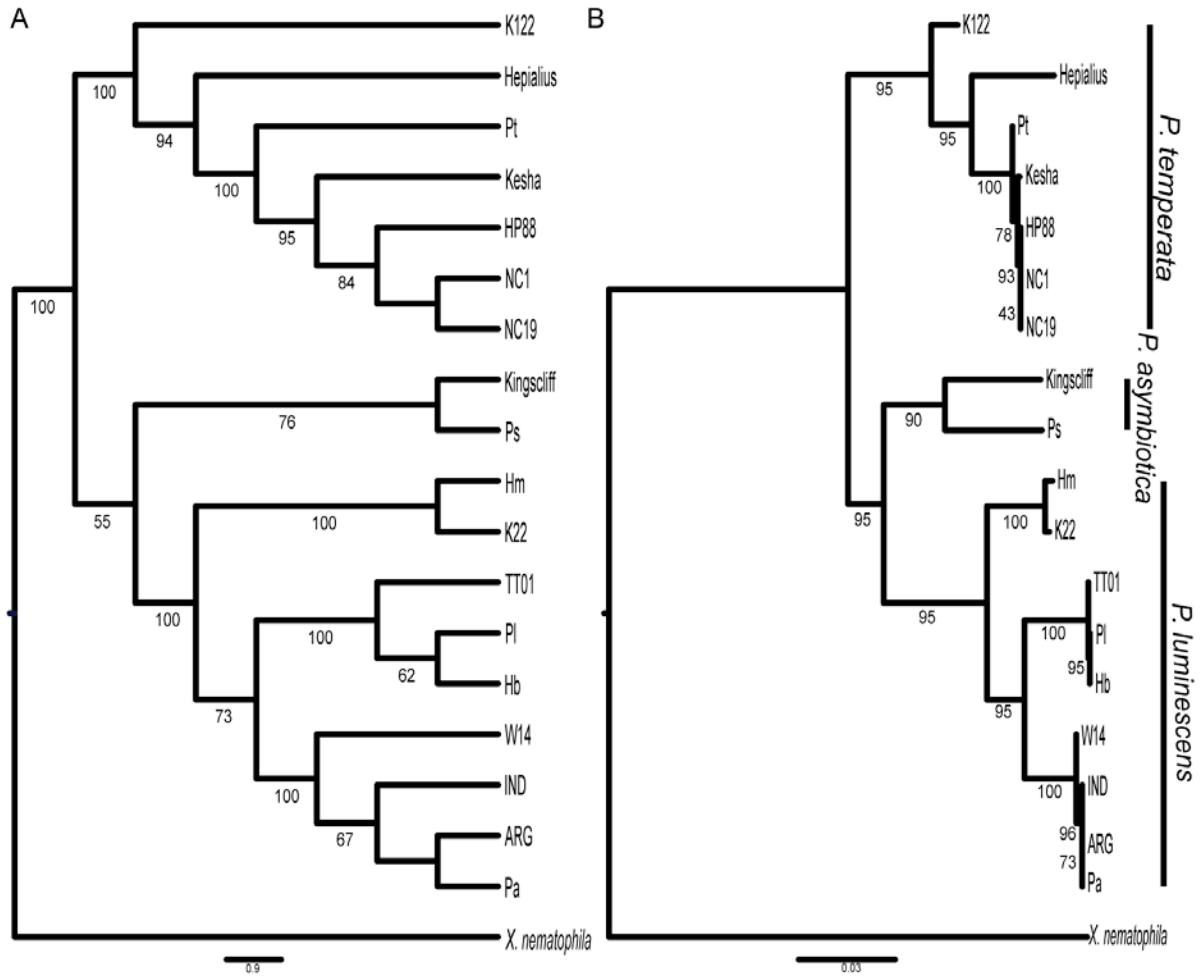 A
K122
Hepialius
100
94
Pt
100
Kesha
95
HP88
84
NC1
NC19
100
Kingscliff
76
Ps
55
Hm
100
K22
100
TT01
100
Pl
62
Hb
73
W14
100
IND
67
ARG
Pa
X. nematophila
0.9
B
K122
95
Hepialius
95
Pt
100
Kesha
78
HP88
93
NC1
43
NC19
Kingscliff
90
Ps
95
Hm
100
K22
95
TT01
100
Pl
95
Hb
95
W14
100
IND
96
ARG
73
Pa
X. nematophila
0.03
P. temperata
P. asymbiotica
P. luminescens